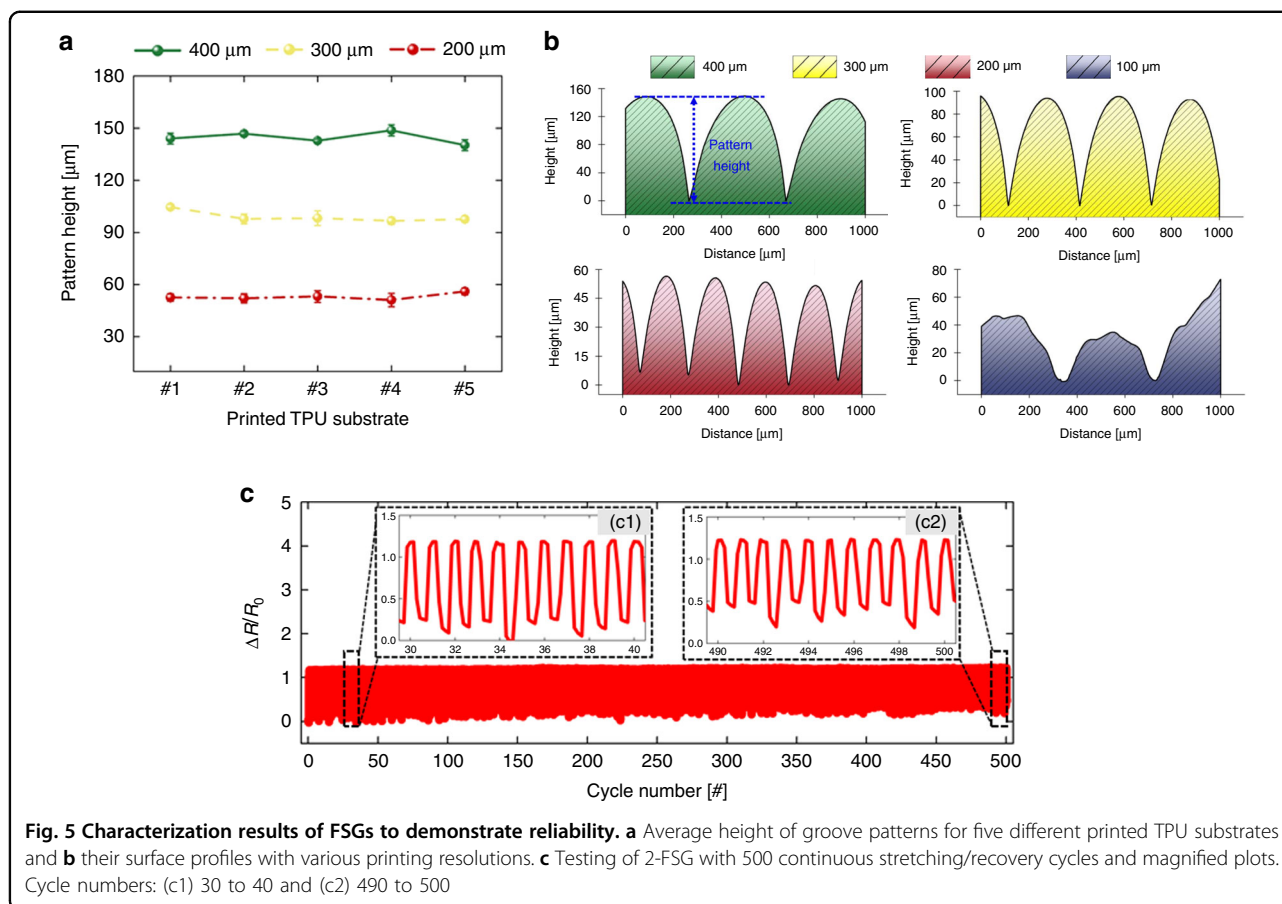 a
400 μm 300 μm 200 μm
180
150
120
90
60
30
Pattern height [μm]
#1 #2 #3 #4 #5
Printed TPU substrate
b
400 μm 300 μm 200 μm 100 μm
160
120
80
40
0
Height [μm]
Pattern
height
0 200 400 600 800 1000
Distance [μm]
100
80
60
40
20
0
Height [μm]
0 200 400 600 800 1000
Distance [μm]
60
45
30
15
0
Height [μm]
0 200 400 600 800 1000
Distance [μm]
80
60
40
20
0
Height [μm]
0 200 400 600 800 1000
Distance [μm]
c
5
4
3
2
1
0
ΔR/R0
(c1)
1.5
1.0
0.5
0.0
30 32 34 36 38 40
(c2)
1.5
1.0
0.5
0.0
490 492 494 496 498 500
0 50 100 150 200 250 300 350 400 450 500
Cycle number [#]
Fig. 5 Characterization results of FSGs to demonstrate reliability. a Average height of groove patterns for five different printed TPU substrates
and b their surface profiles with various printing resolutions. c Testing of 2-FSG with 500 continuous stretching/recovery cycles and magnified plots.
Cycle numbers: (c1) 30 to 40 and (c2) 490 to 500